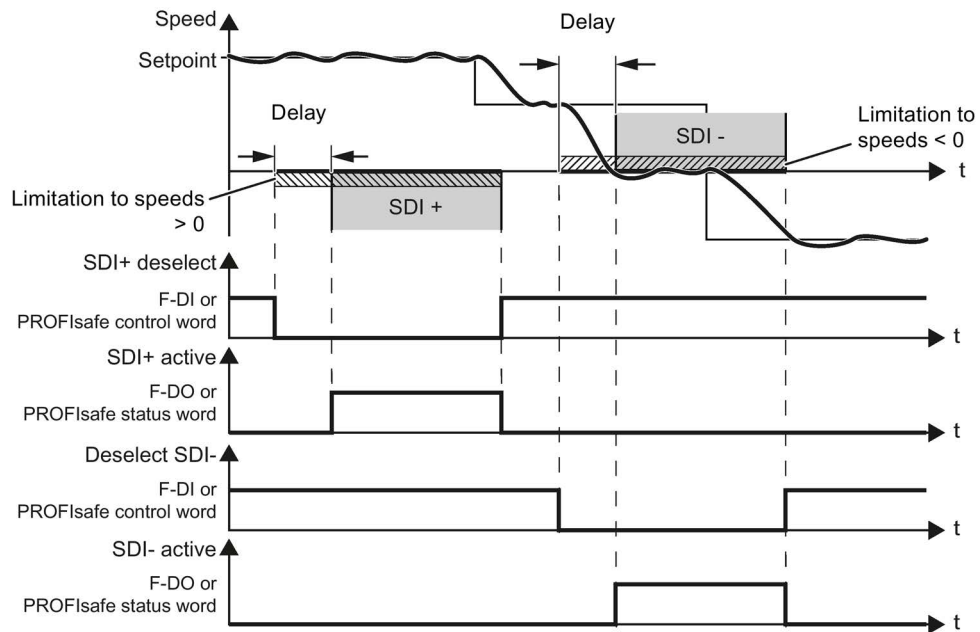 Speed
Delay
Setpoint
Delay
Limitation to
speeds < 0
SDI -
t
Limitation to speeds
> 0
SDI +
SDI+ deselect
F-DI or
PROFIsafe control word
t
SDI+ active
F-DO or
PROFIsafe status word
t
Deselect SDI-
F-DI or
PROFIsafe control word
t
SDI- active
F-DO or
PROFIsafe status word
t